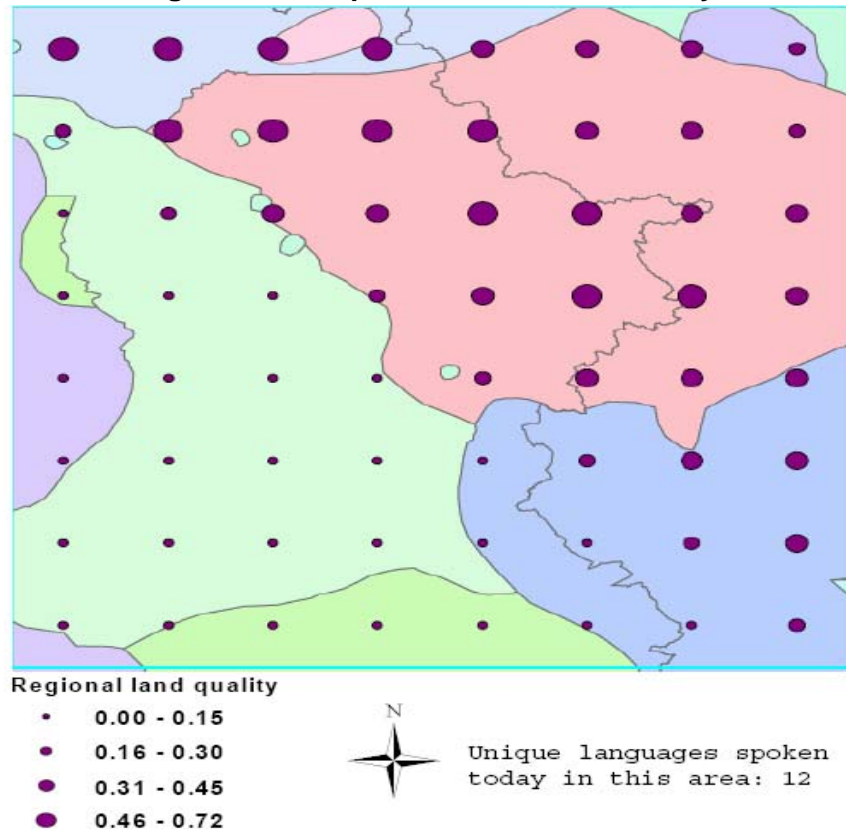 Regional land quality
0.00 - 0.15
0.16 - 0.30
0.31 - 0.45
0.46 - 0.72
N
Unique languages spoken
today in this area: 12